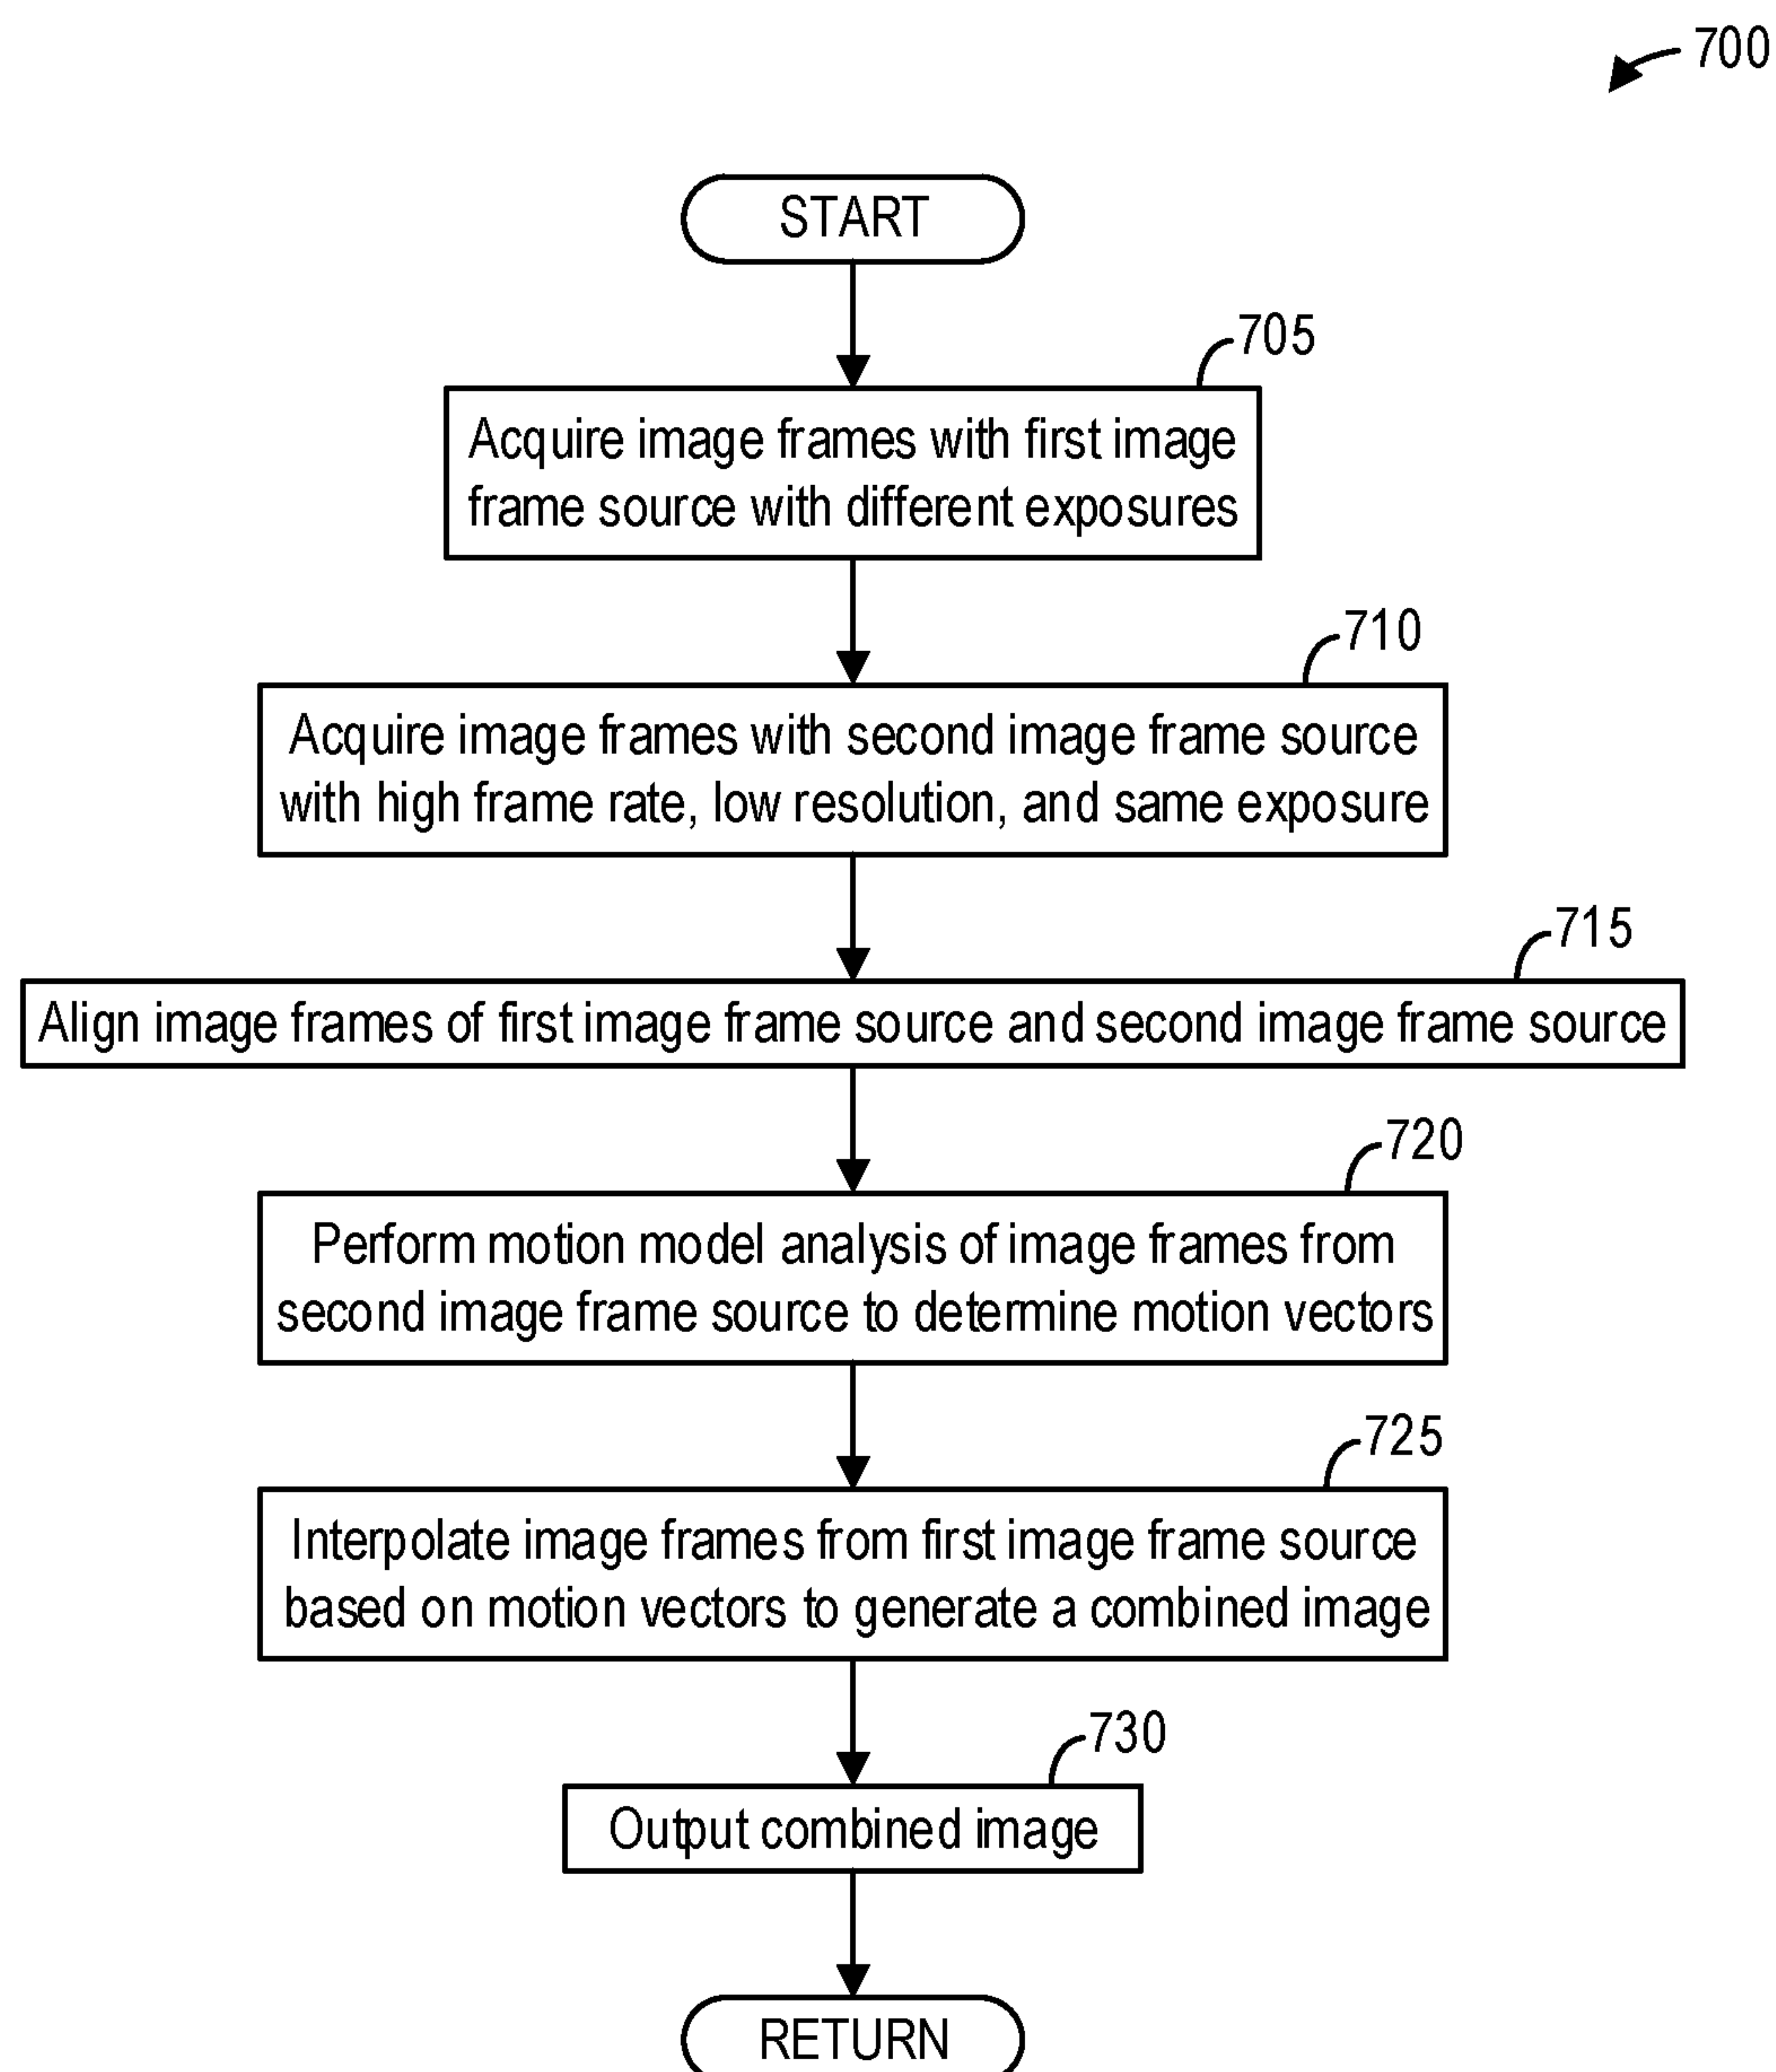 700
START
705
Acquire image frames with first image
frame source with different exposures
710
Acquire image frames with second image frame source
with high frame rate, low resolution, and same exposure
715
Align image frames of first image frame source and second image frame source
720
Perform motion model analysis of image frames from
second image frame source to determine motion vectors
725
Interpolate image frames from first image frame source
based on motion vectors to generate a combined image
730
Output combined image
RETURN